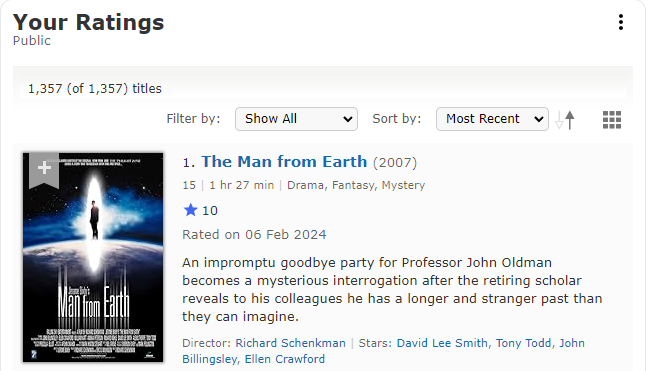 Your Ratings
Public
1,357 (of 1,357) titles
Filter by: Show All Sort by: Most Recent
1. The Man from Earth (2007)
15 | 1 hr 27 min | Drama, Fantasy, Mystery
10
Rated on 06 Feb 2024
An impromptu goodbye party for Professor John Oldman
becomes a mysterious interrogation after the retiring scholar
reveals to his colleagues he has a longer and stranger past than
they can imagine.
Director: Richard Schenkman | Stars: David Lee Smith, Tony Todd, John
Billingsley, Ellen Crawford
Jerome Bixby's
Man from Earth